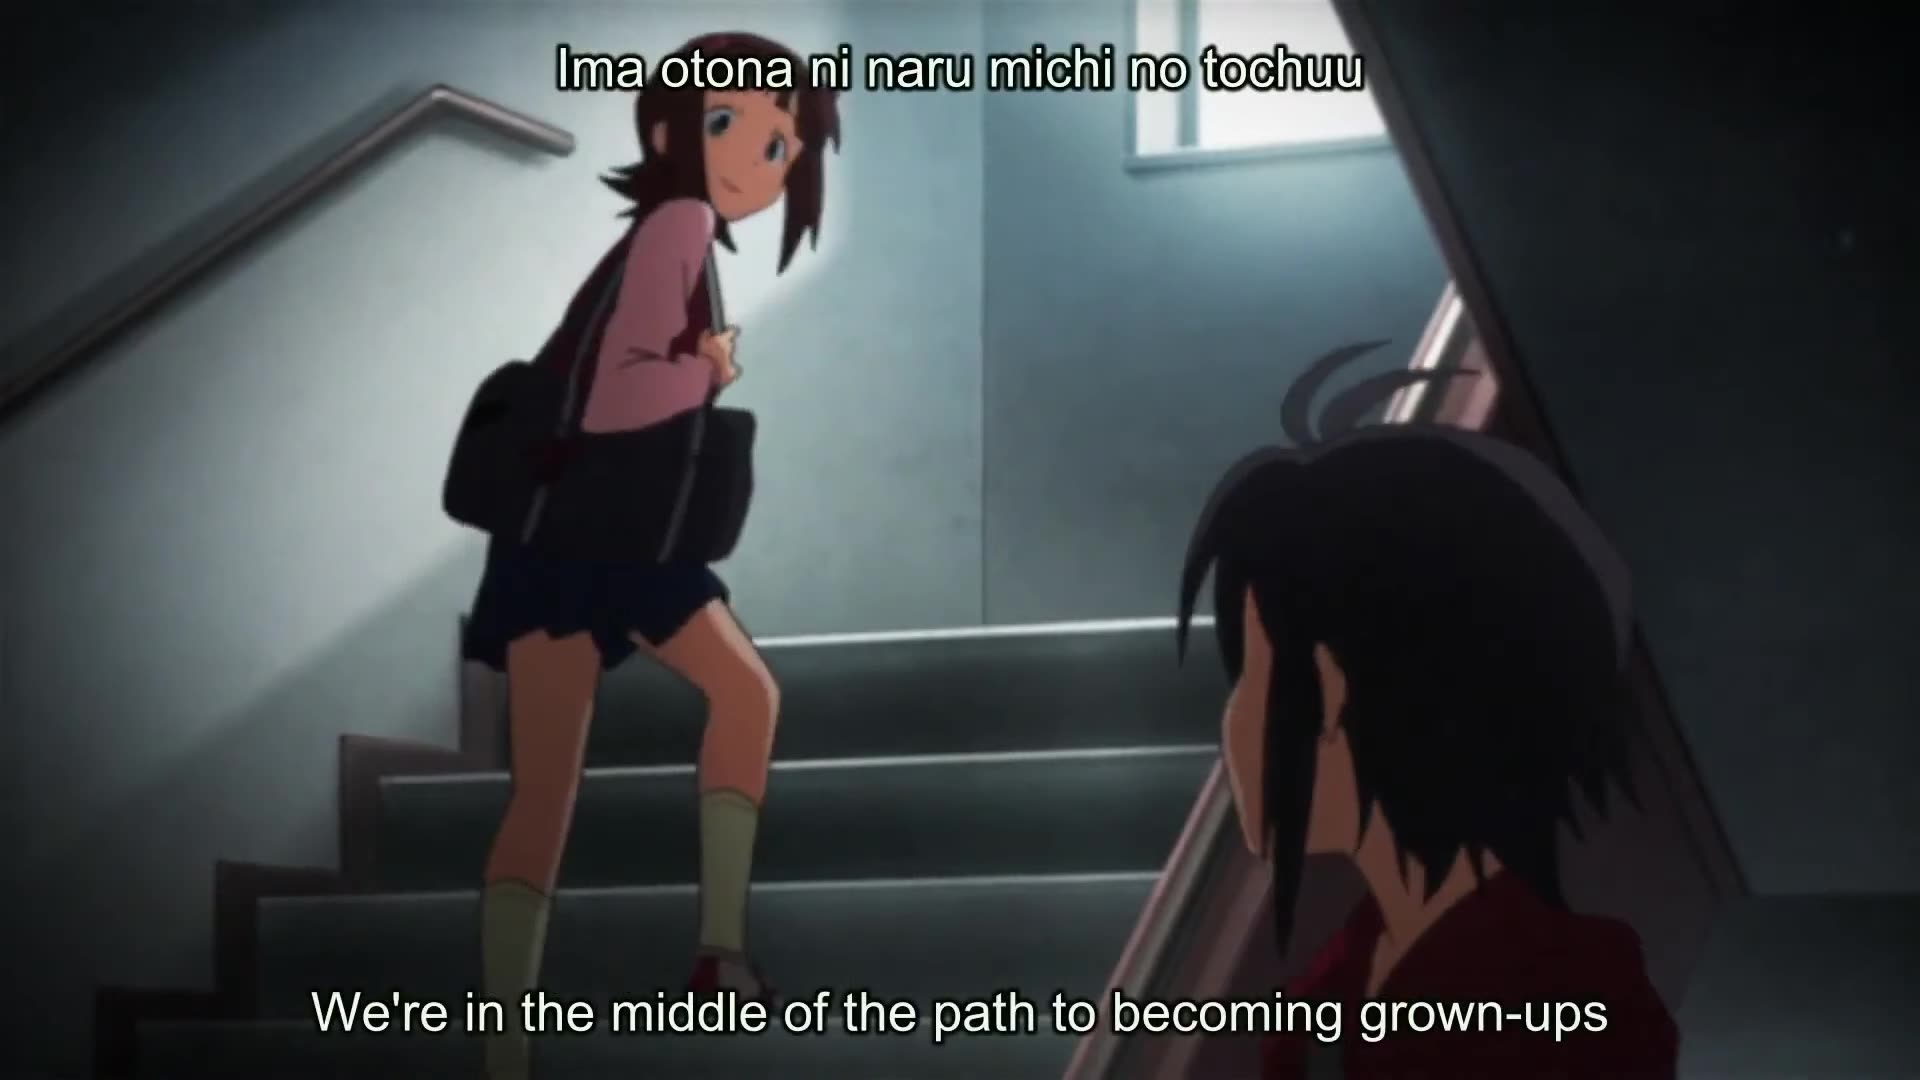 Ima otona ni naru michi no tochuu
We're in the middle of the path to becoming grown-ups